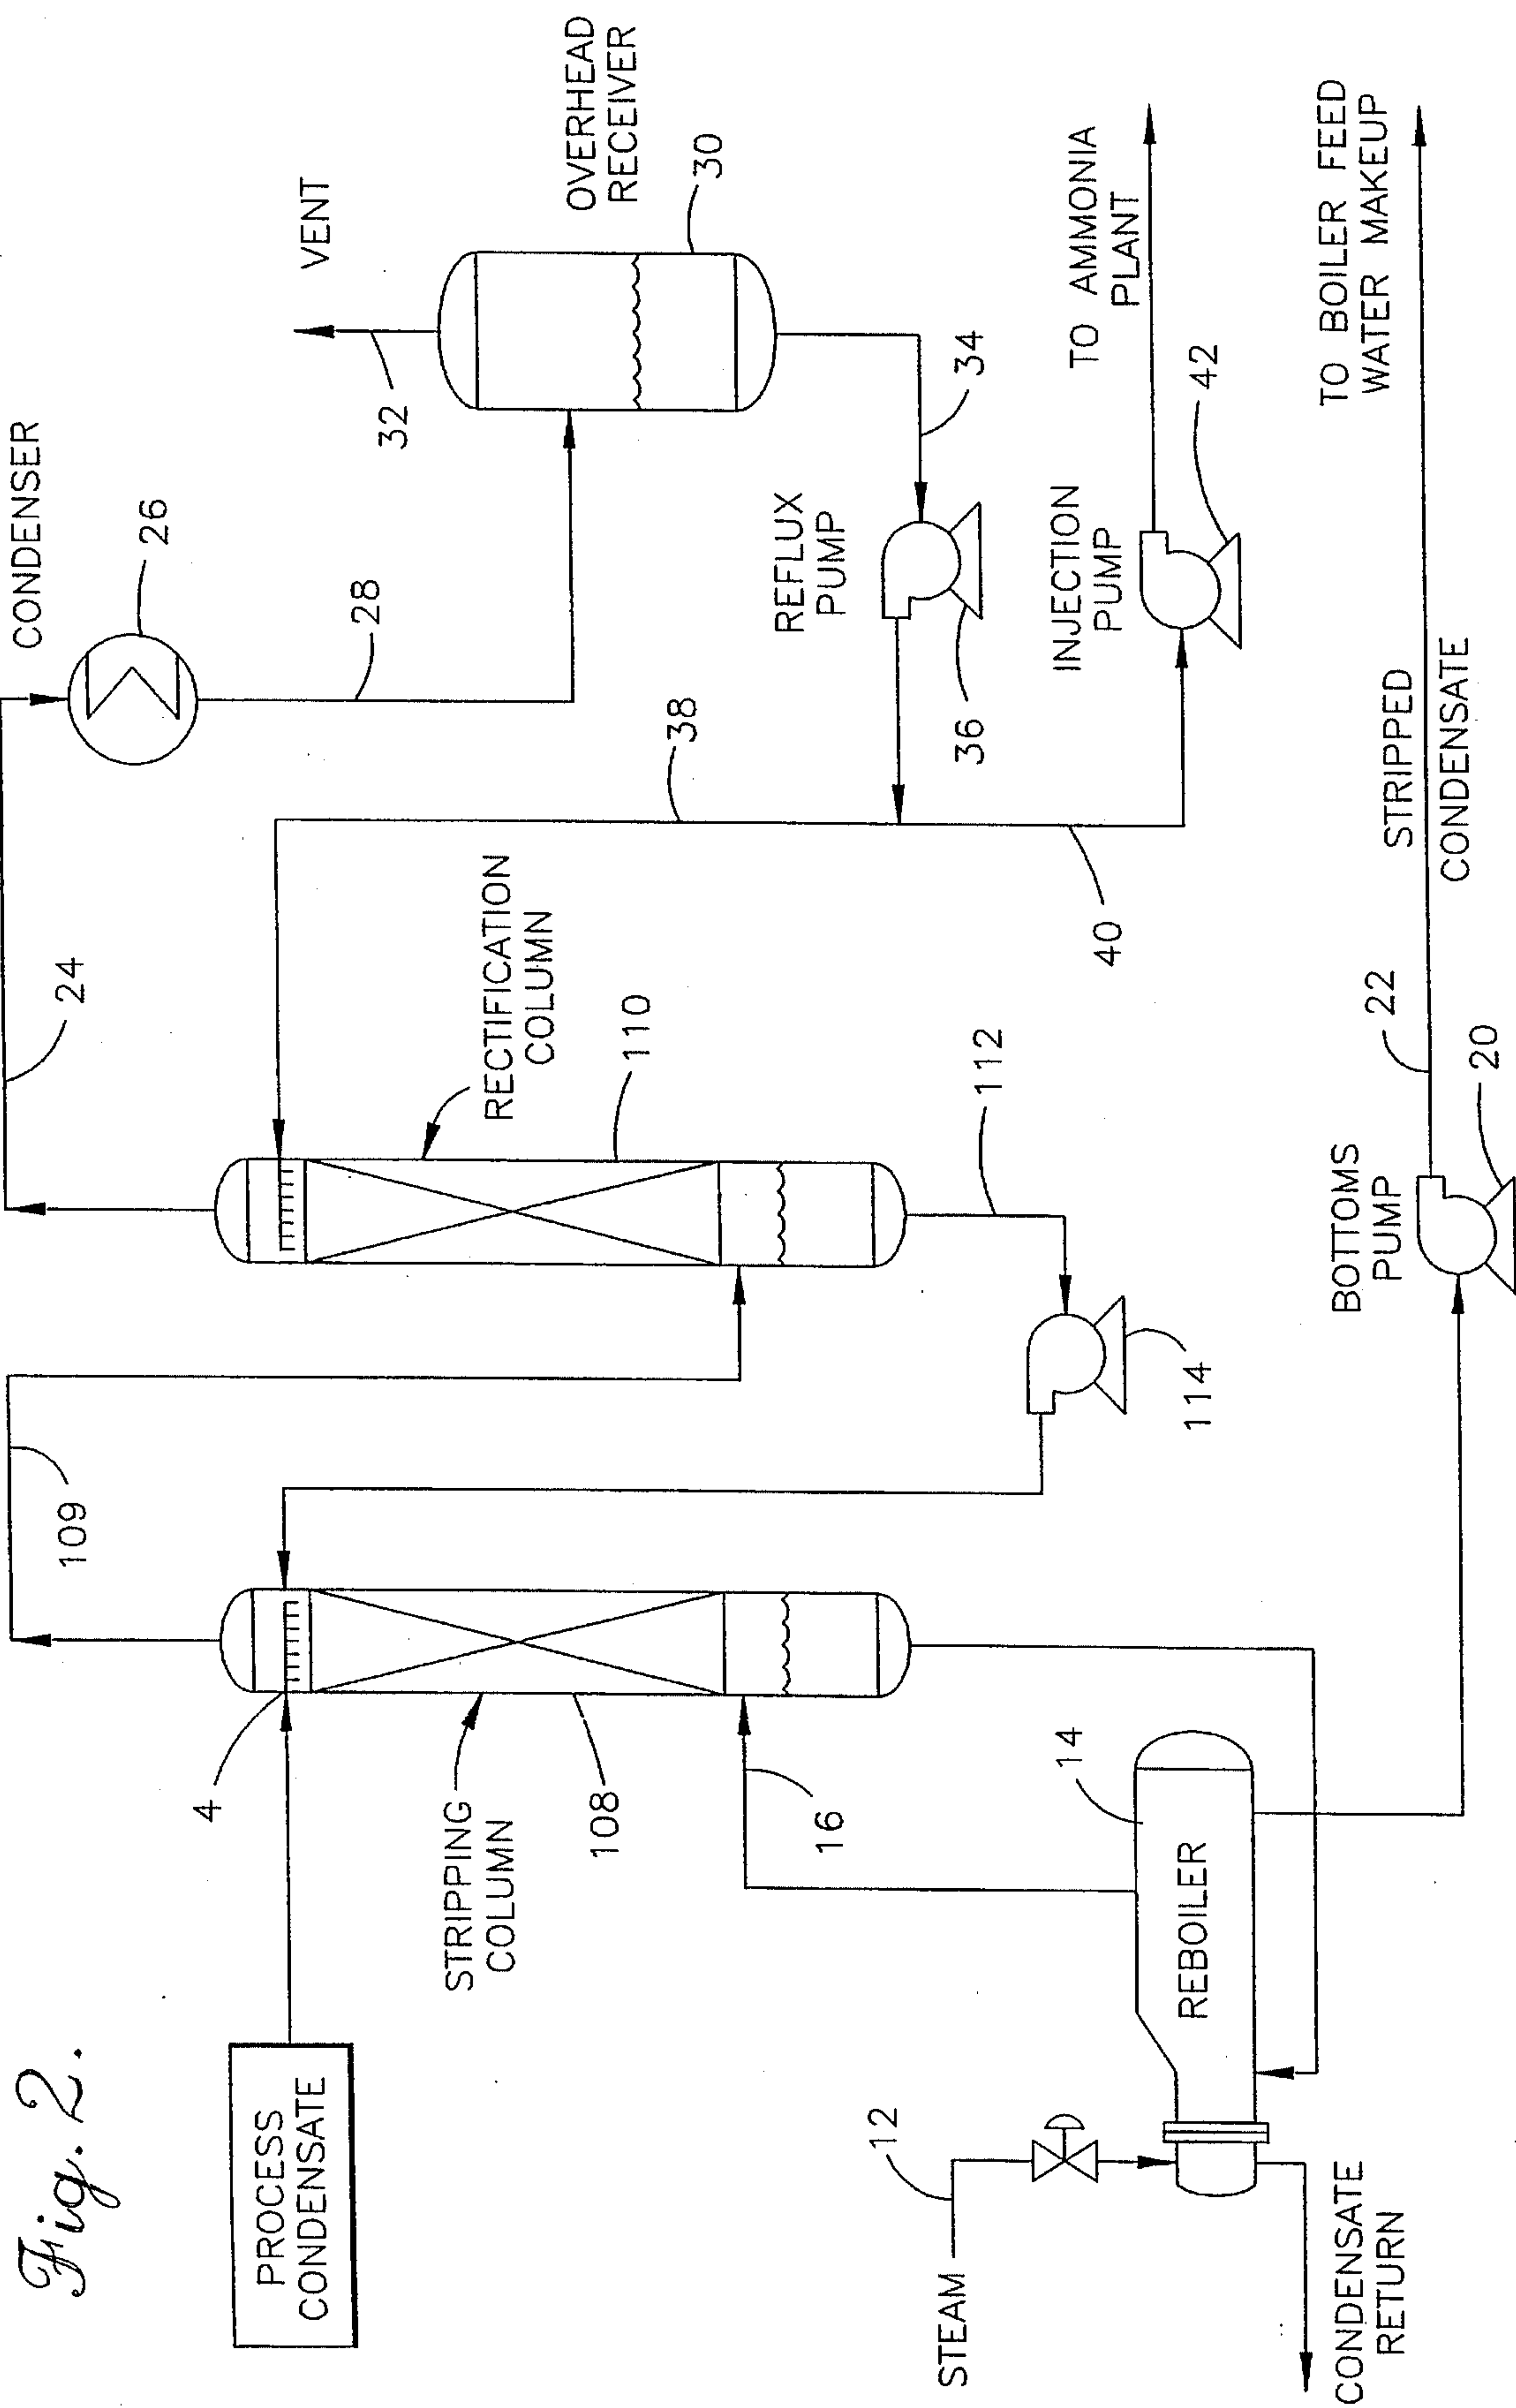 Fig. 2.
PROCESS
CONDENSATE
4
STRIPPING
COLUMN
108
109
16
STEAM
12
14
REBOILER
CONDENSATE
RETURN
24
RECTIFICATION
COLUMN
110
112
114
BOTTOMS
PUMP
20
22
STRIPPED
CONDENSATE
TO BOILER FEED
WATER MAKEUP
CONDENSER
26
28
38
40
REFLUX
PUMP
36
34
INJECTION
PUMP
42
TO AMMONIA
PLANT
VENT
32
OVERHEAD
RECEIVER
30